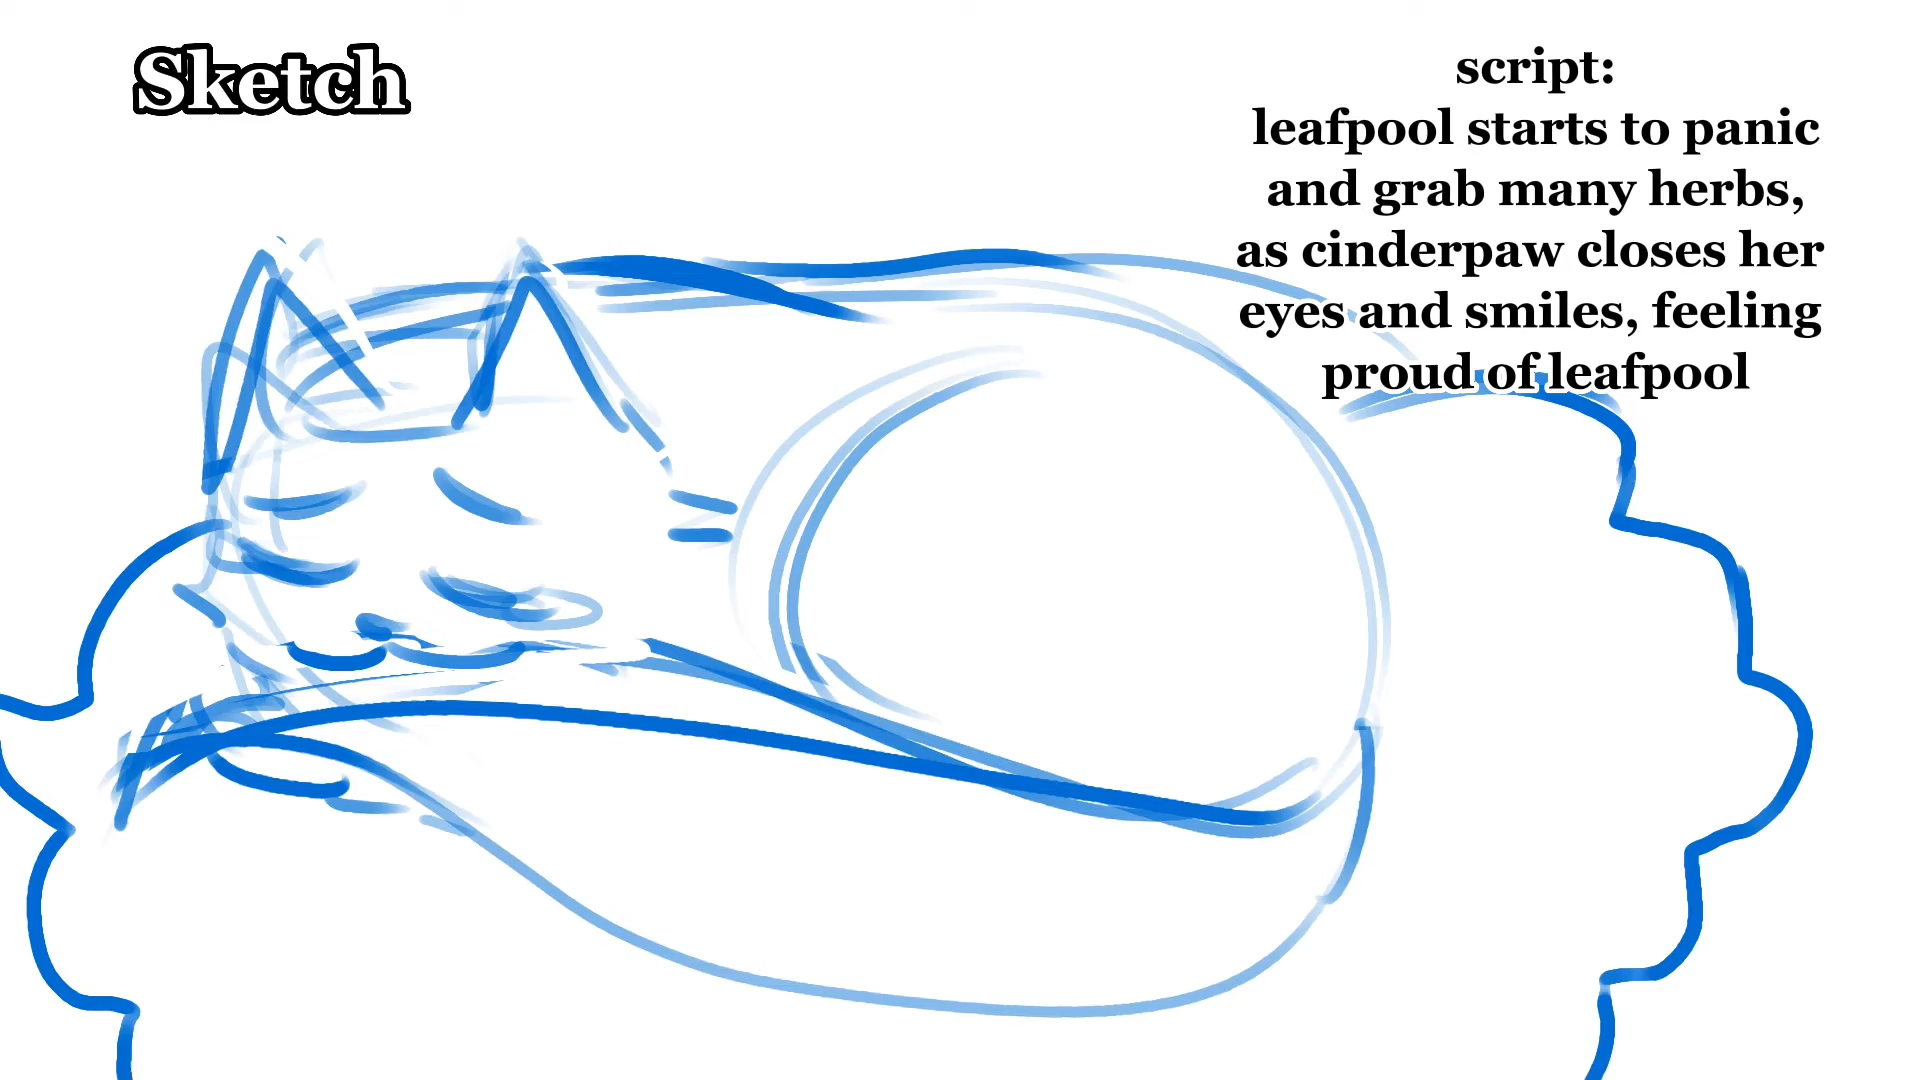 Sketch
script:
leafpool starts to panic
and grab many herbs,
as cinderpaw closes her
eyes and smiles, feeling
proud of leafpool